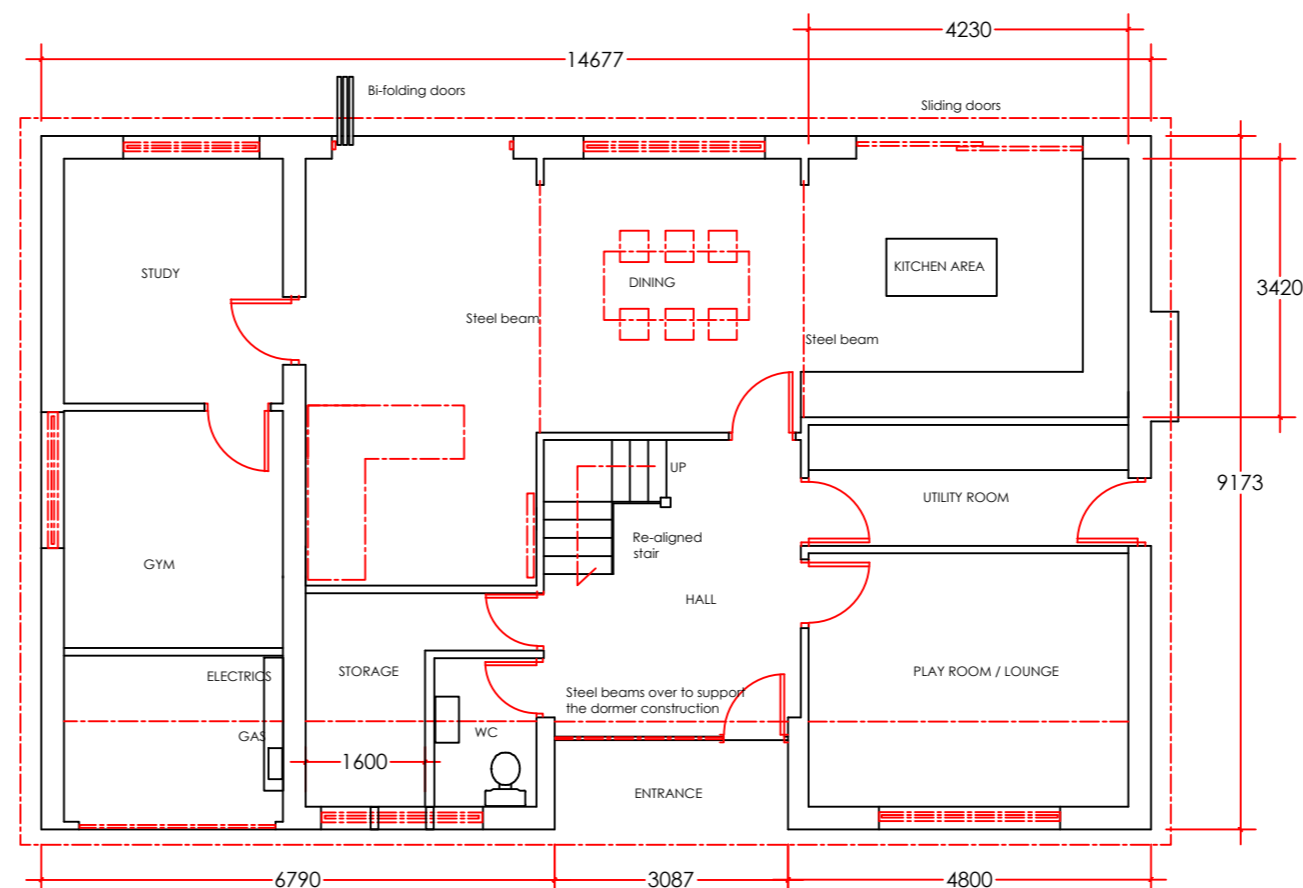 4230
14677
Bi-folding doors
Sliding doors
STUDY
DINING
KITCHEN AREA
3420
Steel beam
Steel beam
UP
9173
UTILITY ROOM
Re-aligned
stair
GYM
HALL
ELECTRICS
STORAGE
PLAY ROOM / LOUNGE
Steel beams over to support
the dormer construction
GAS
WC
1600
ENTRANCE
6790
3087
4800